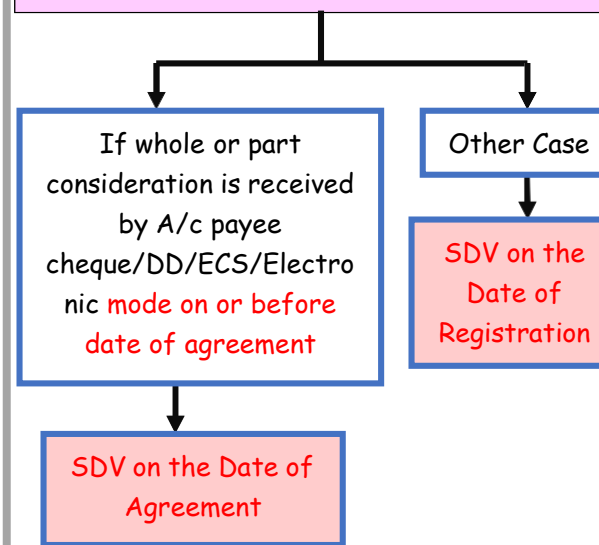 If whole or part
consideration is received
by A/c payee
cheque/DD/ECS/Electro
nic mode on or before
date of agreement
SDV on the Date of
Agreement
Other Case
SDV on the
Date of
Registration